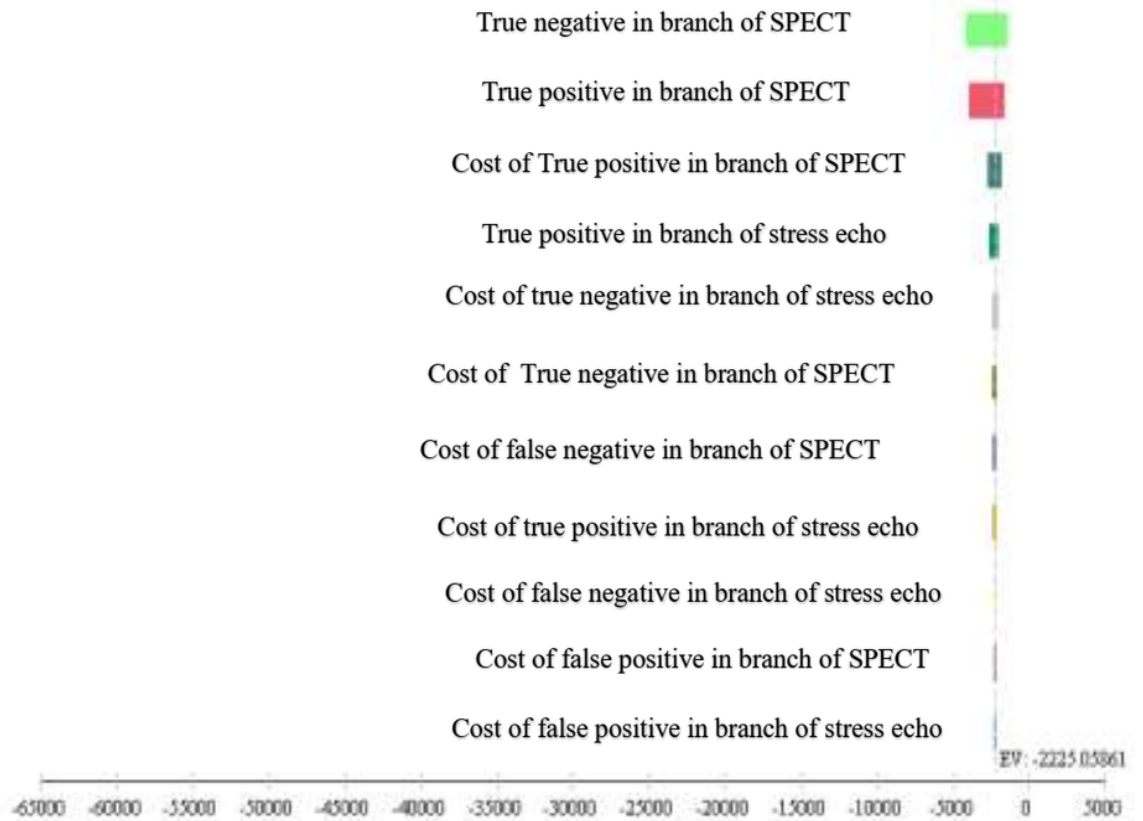 True negative in branch of SPECT
True positive in branch of SPECT
Cost of True positive in branch of SPECT
True positive in branch of stress echo
Cost of true negative in branch of stress echo
Cost of True negative in branch of SPECT
Cost of false negative in branch of SPECT
Cost of true positive in branch of stress echo
Cost of false negative in branch of stress echo
Cost of false positive in branch of SPECT
Cost of false positive in branch of stress echo
EV: -2225.05861
-65000 -60000 -55000 -50000 -45000 -40000 -35000 -30000 -25000 -20000 -15000 -10000 -5000 0 5000